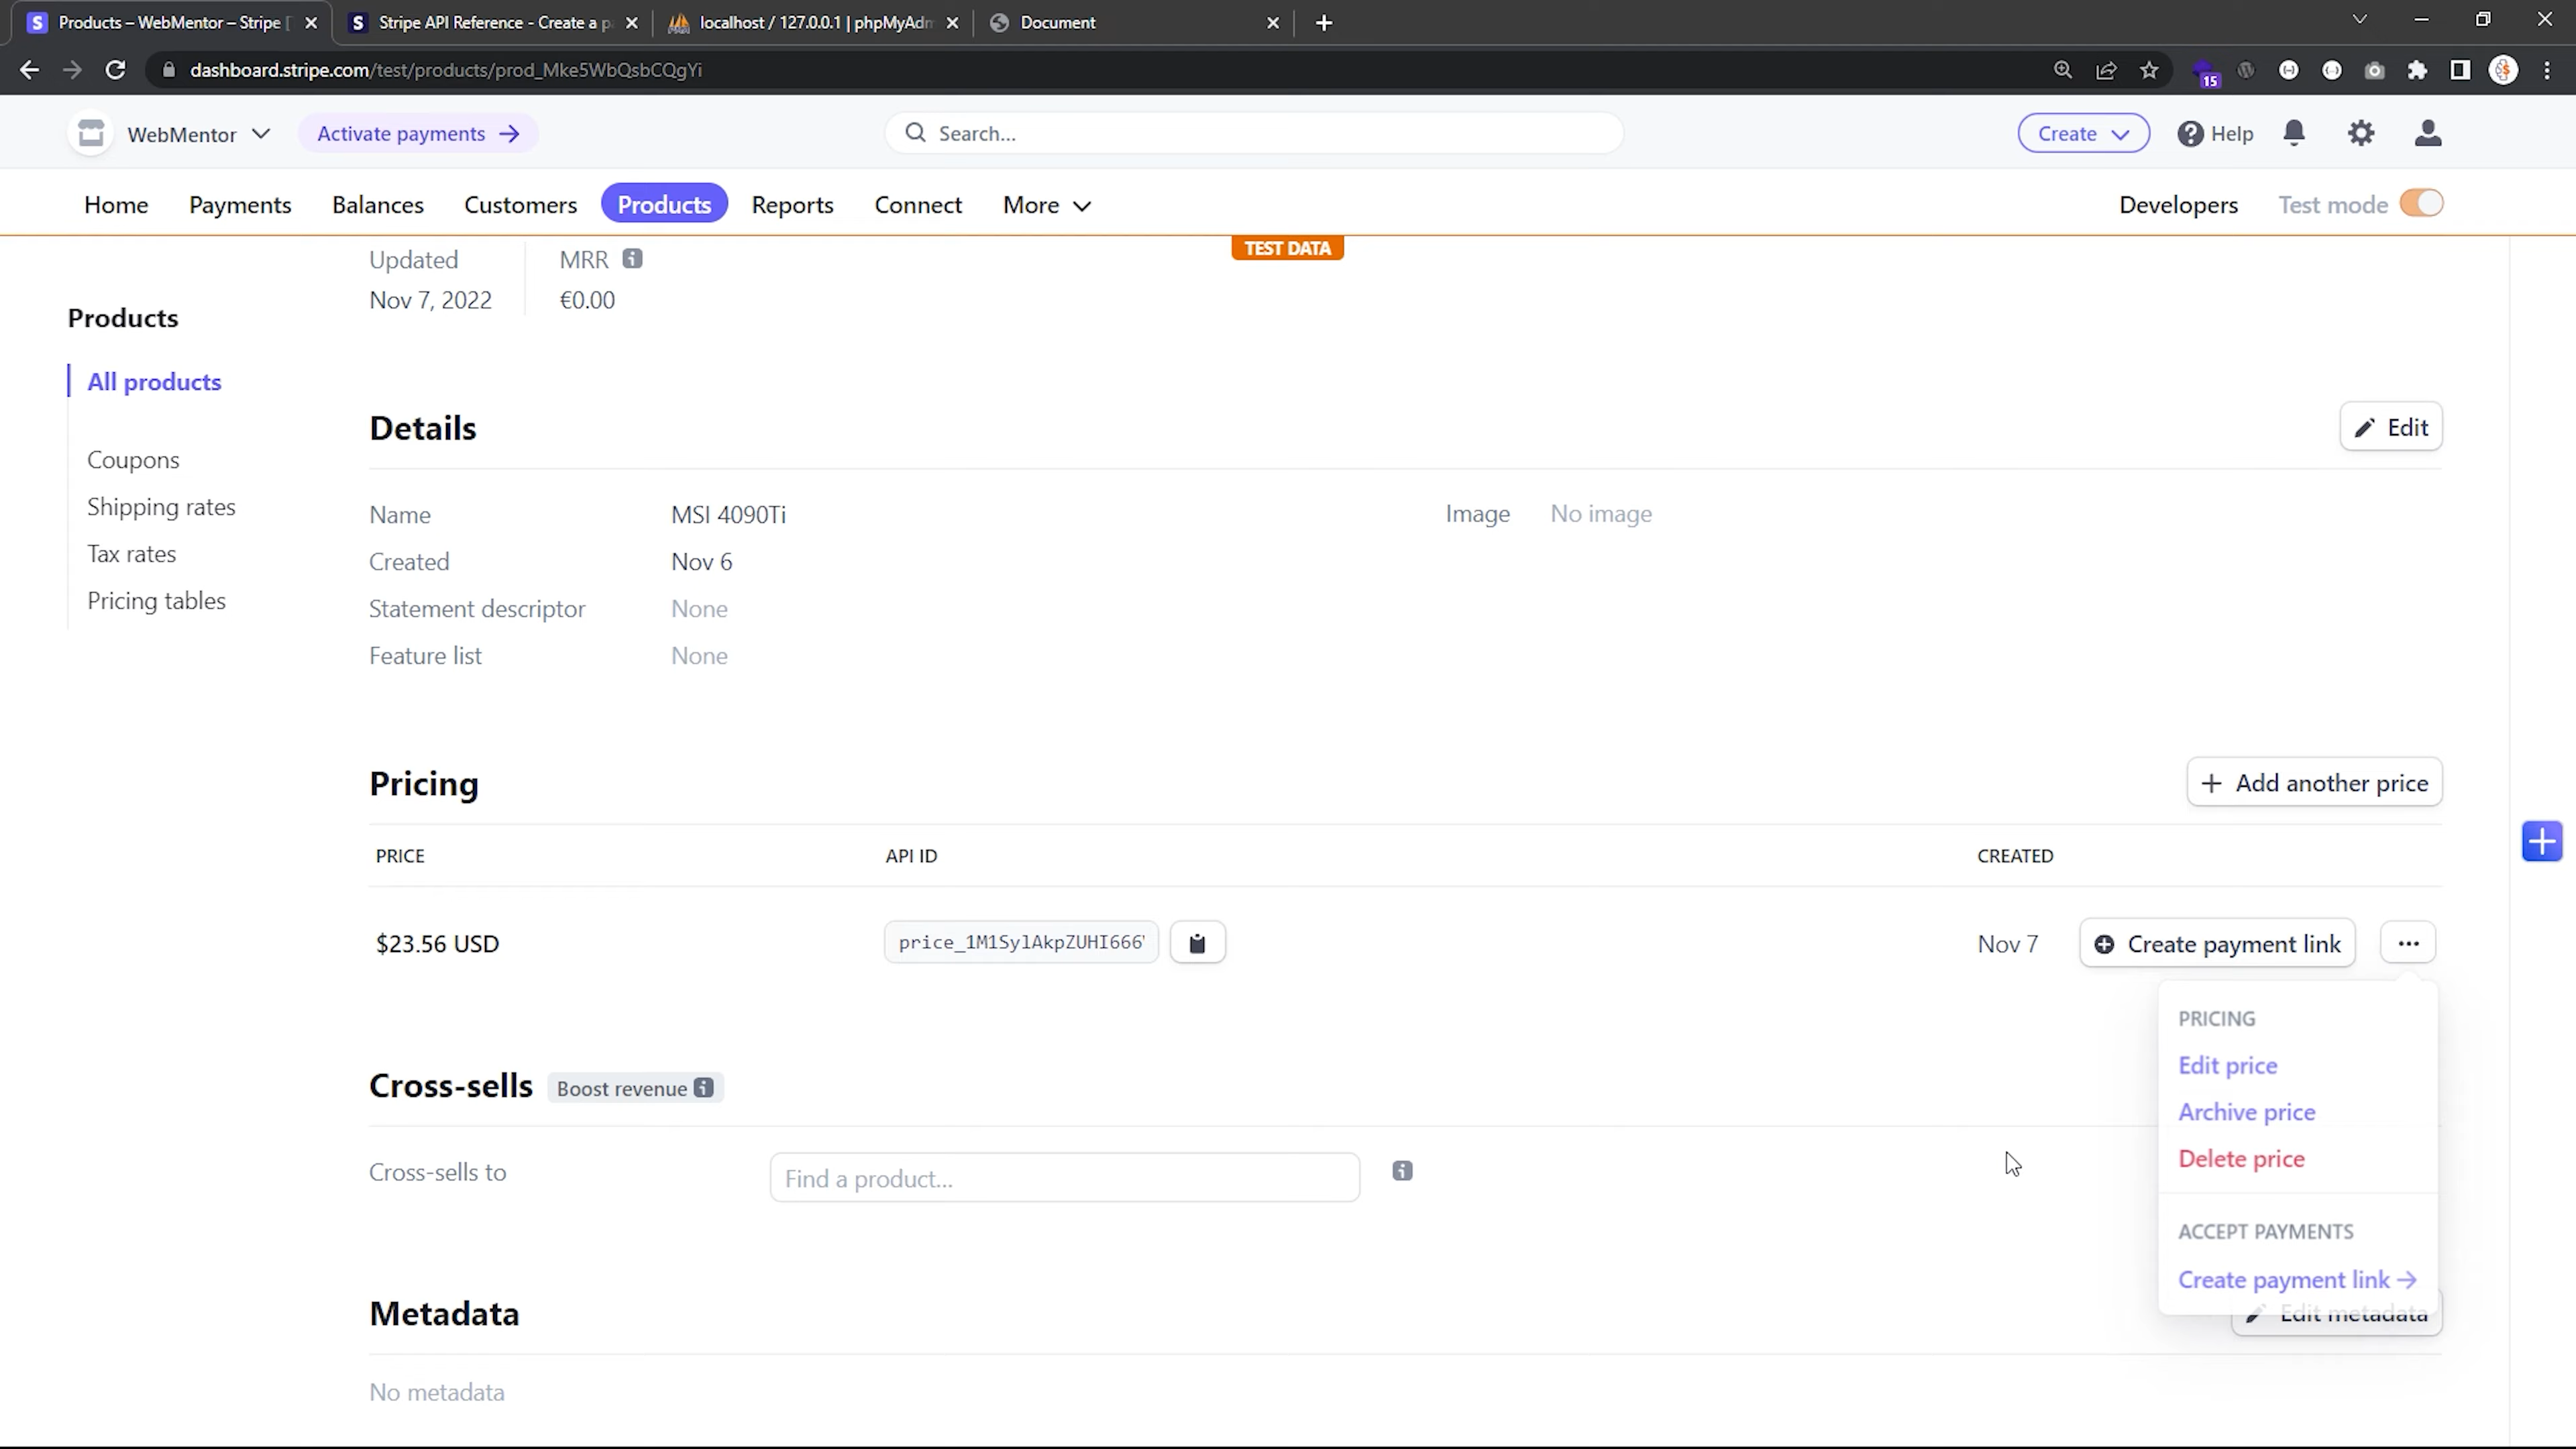 Products – WebMentor – Stripe [
Stripe API Reference - Create a p
localhost / 127.0.0.1 | phpMyAdm
Document
dashboard.stripe.com/test/products/prod_Mke5WbQsbCQgYi
15
WebMentor
Activate payments
Search...
Create
Help
Home
Payments
Balances
Customers
Products
Reports
Connect
More
Developers
Test mode
TEST DATA
Updated
MRR
Nov 7, 2022
€0.00
Products
All products
Coupons
Shipping rates
Tax rates
Pricing tables
Details
Edit
Name
MSI 4090Ti
Image
No image
Created
Nov 6
Statement descriptor
None
Feature list
None
Pricing
Add another price
PRICE
API ID
CREATED
$23.56 USD
price_1M1SylAkpZUHI666
Nov 7
Create payment link
PRICING
Edit price
Archive price
Delete price
ACCEPT PAYMENTS
Create payment link
Cross-sells
Boost revenue
Cross-sells to
Find a product...
Metadata
Edit metadata
No metadata